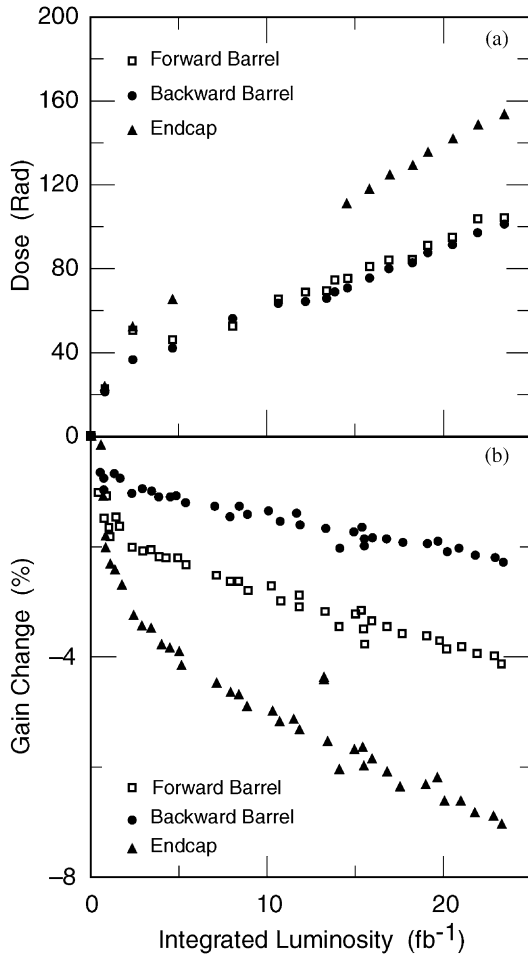 200
(a)
Forward Barrel
160
Backward Barrel
Endcap
120
Dose (Rad)
80
40
0
(b)
Gain Change (%)
−4
Forward Barrel
Backward Barrel
Endcap
−8
0 10 20
Integrated Luminosity (fb-1)